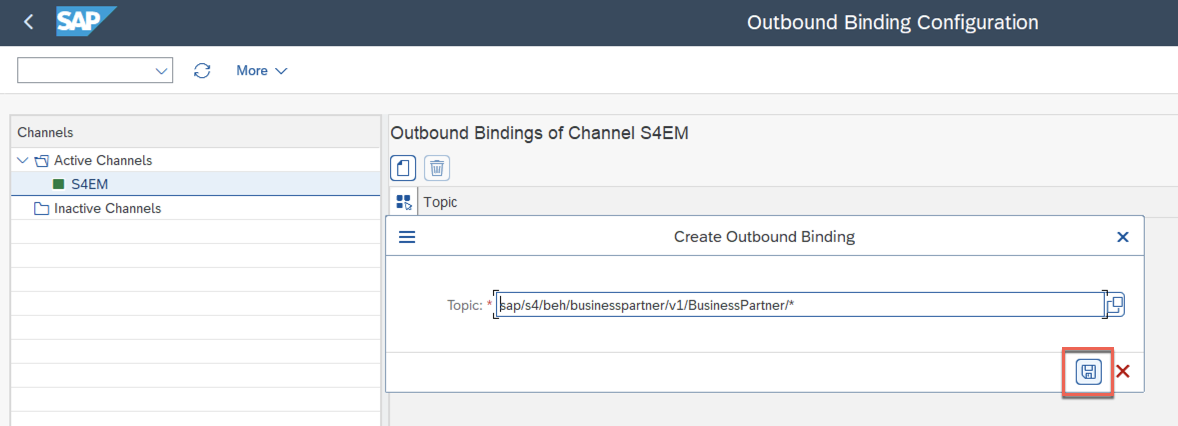 SAP
Outbound Binding Configuration
More
Channels
Active Channels
S4EM
Inactive Channels
Outbound Bindings of Channel S4EM
Topic
Create Outbound Binding
Topic: * sap/s4/beh/businesspartner/v1/BusinessPartner/*